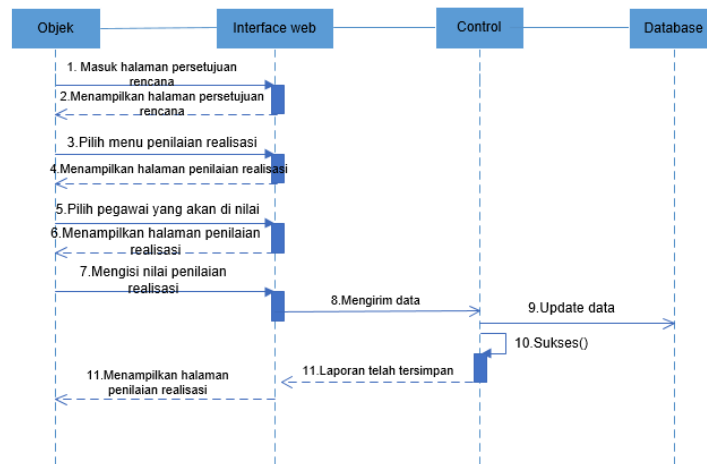 Objek
Interface web
Control
Database
1. Masuk halaman persetujuan
rencana
2.Menampilkan halaman persetujuan
rencana
3.Pilih menu penilaian realisasi
4.Menampilkan halaman penilaian realisasi
5.Pilih pegawai yang akan di nilai
6.Menampilkan halaman penilaian
realisasi
7.Mengisi nilai penilaian
realisasi
8.Mengirim data
9.Update data
10.Sukses()
11.Laporan telah tersimpan
11.Menampilkan halaman
penilaian realisasi